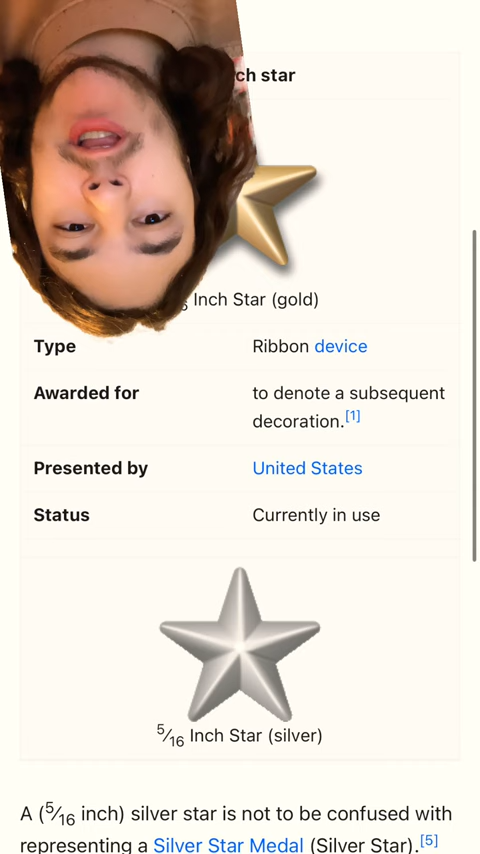 ch star
Inch Star (gold)
Type Ribbon device
Awarded for to denote a subsequent
decoration.[1]
Presented by United States
Status Currently in use
5⁄16 Inch Star (silver)
A (5⁄16 inch) silver star is not to be confused with
representing a Silver Star Medal (Silver Star).[5]